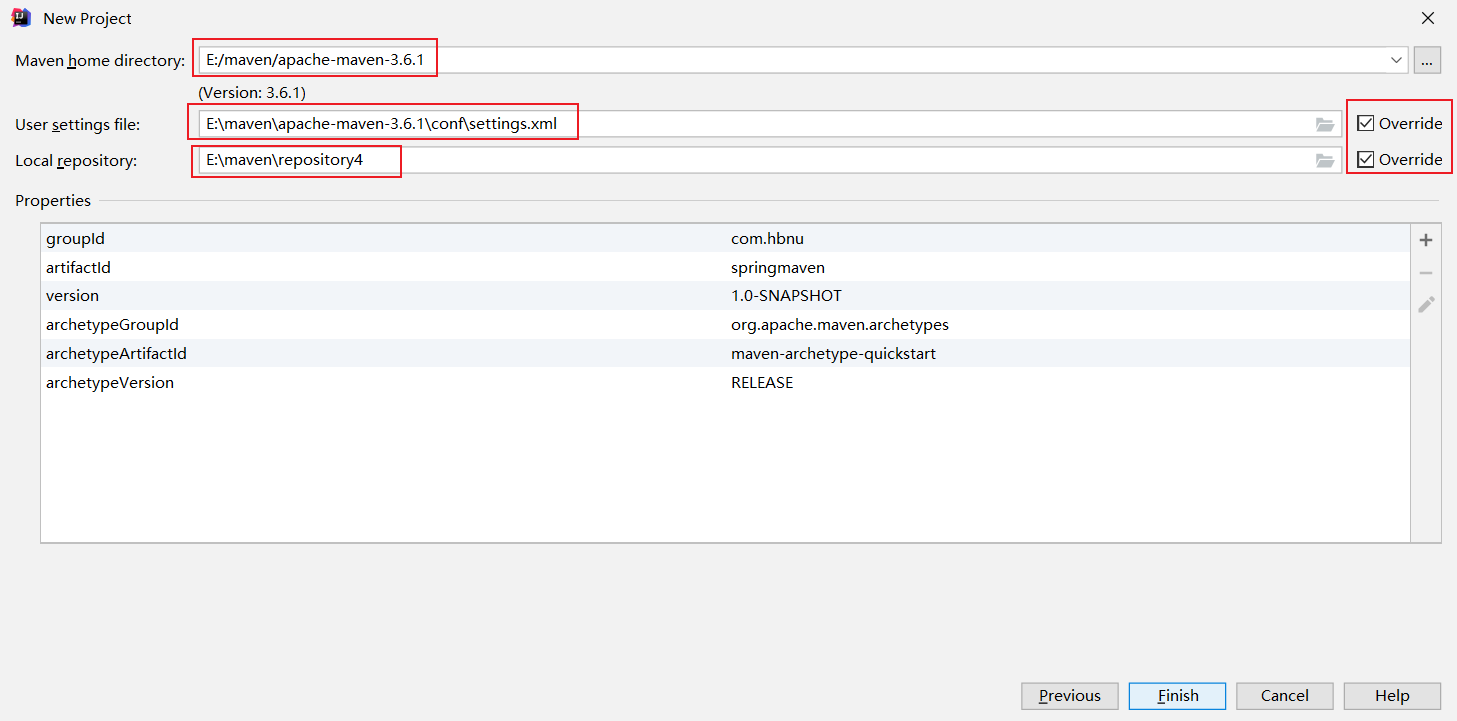 New Project
Maven home directory: E:/maven/apache-maven-3.6.1 ...
(Version: 3.6.1)
User settings file: E:\maven\apache-maven-3.6.1\conf\settings.xml Override
Local repository: E:\maven\repository4 Override
Properties
groupId com.hbnu
artifactId springmaven
version 1.0-SNAPSHOT
archetypeGroupId org.apache.maven.archetypes
archetypeArtifactId maven-archetype-quickstart
archetypeVersion RELEASE
Previous Finish Cancel Help